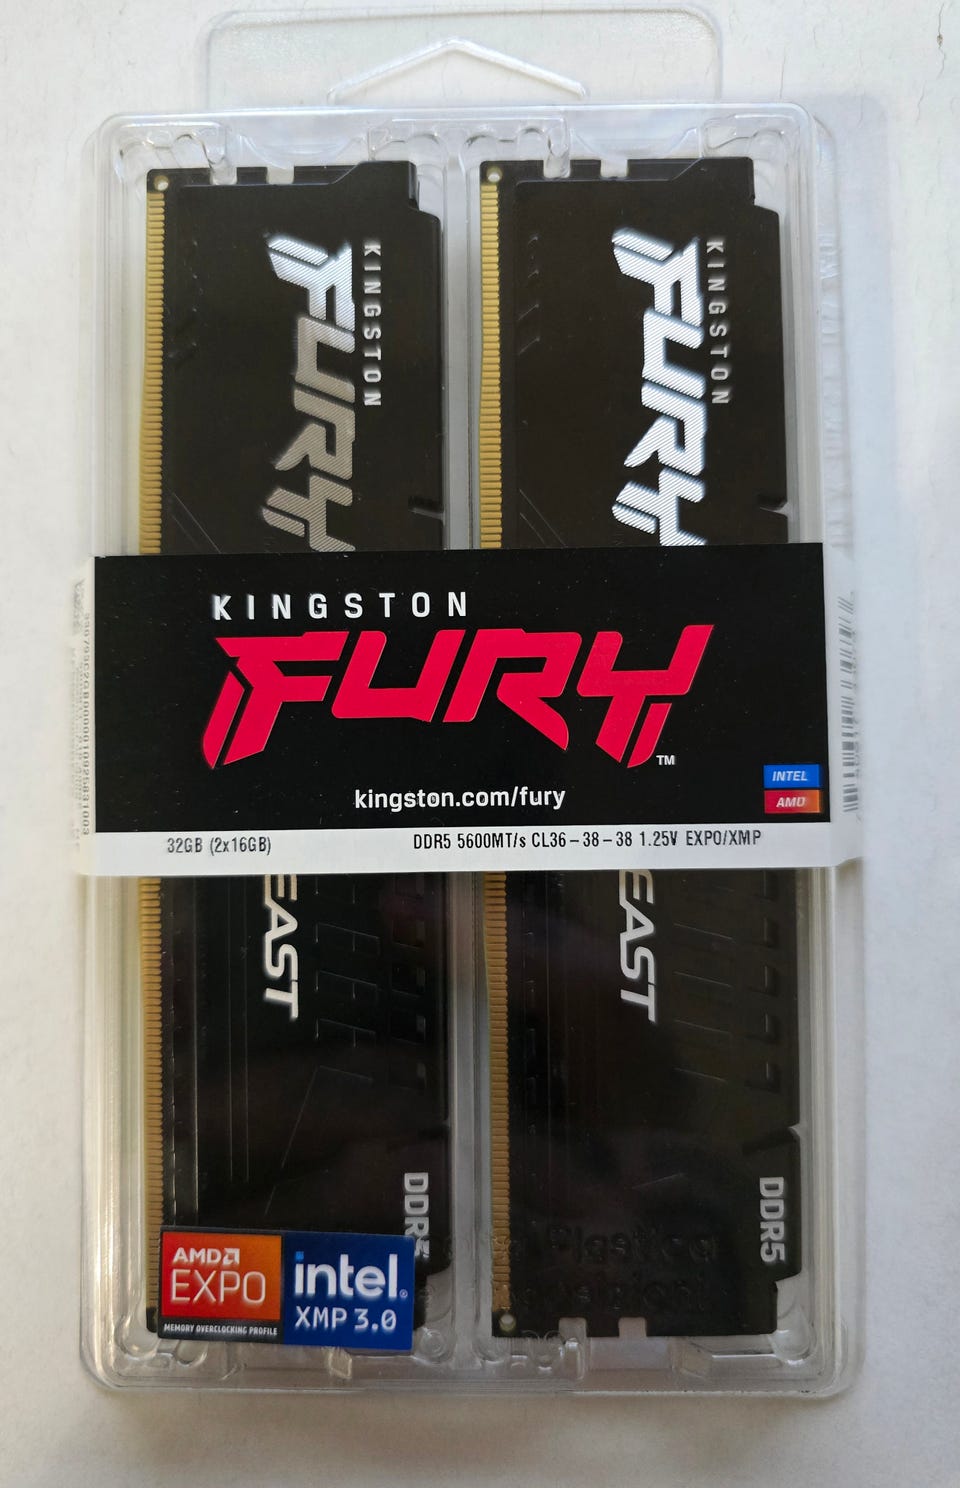 KINGSTON
FURY
KINGSTON
FURY
KINGSTON
FURY
TM
kingston.com/fury
INTEL
AMD
32GB (2x16GB)
DDR5 5600MT/s CL36-38-38 1.25V EXPO/XMP
EAST
EAST
DDR5
DDR5
AMD
EXPO
MEMORY OVERCLOCKING PROFILE
intel
XMP 3.0